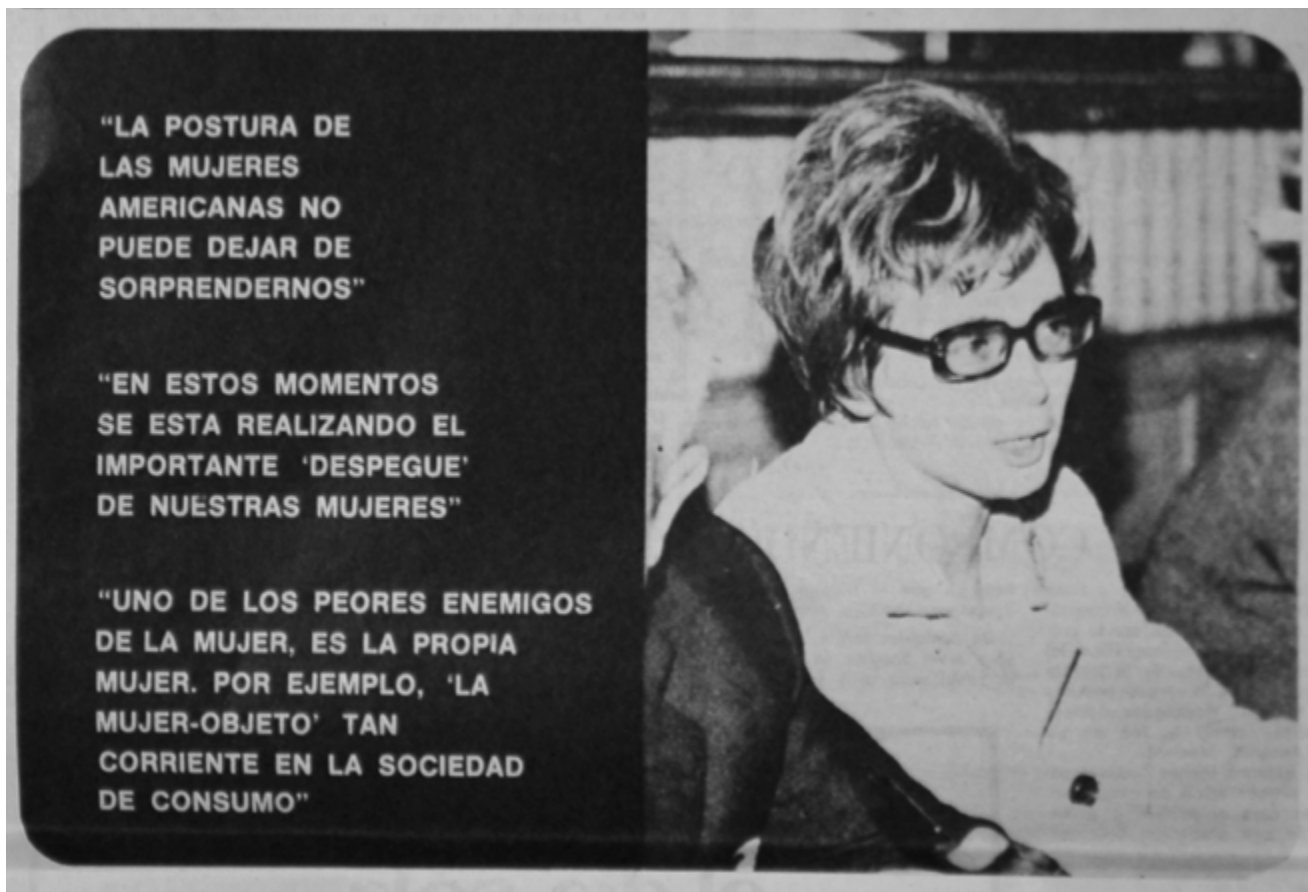 “LA POSTURA DE
LAS MUJERES
AMERICANAS NO
PUEDE DEJAR DE
SORPRENDERNOS”
“EN ESTOS MOMENTOS
SE ESTA REALIZANDO EL
IMPORTANTE ‘DESPEGUE’
DE NUESTRAS MUJERES”
“UNO DE LOS PEORES ENEMIGOS
DE LA MUJER, ES LA PROPIA
MUJER. POR EJEMPLO, ‘LA
MUJER-OBJETO’ TAN
CORRIENTE EN LA SOCIEDAD
DE CONSUMO”